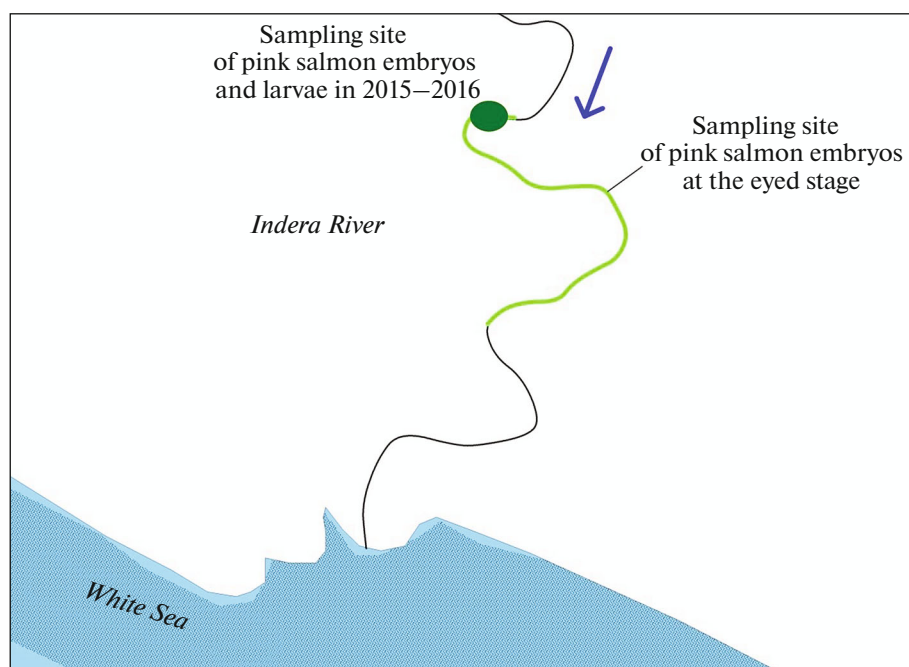 Sampling site
of pink salmon embryos
and larvae in 2015–2016
Sampling site
of pink salmon embryos
at the eyed stage
Indera River
White Sea